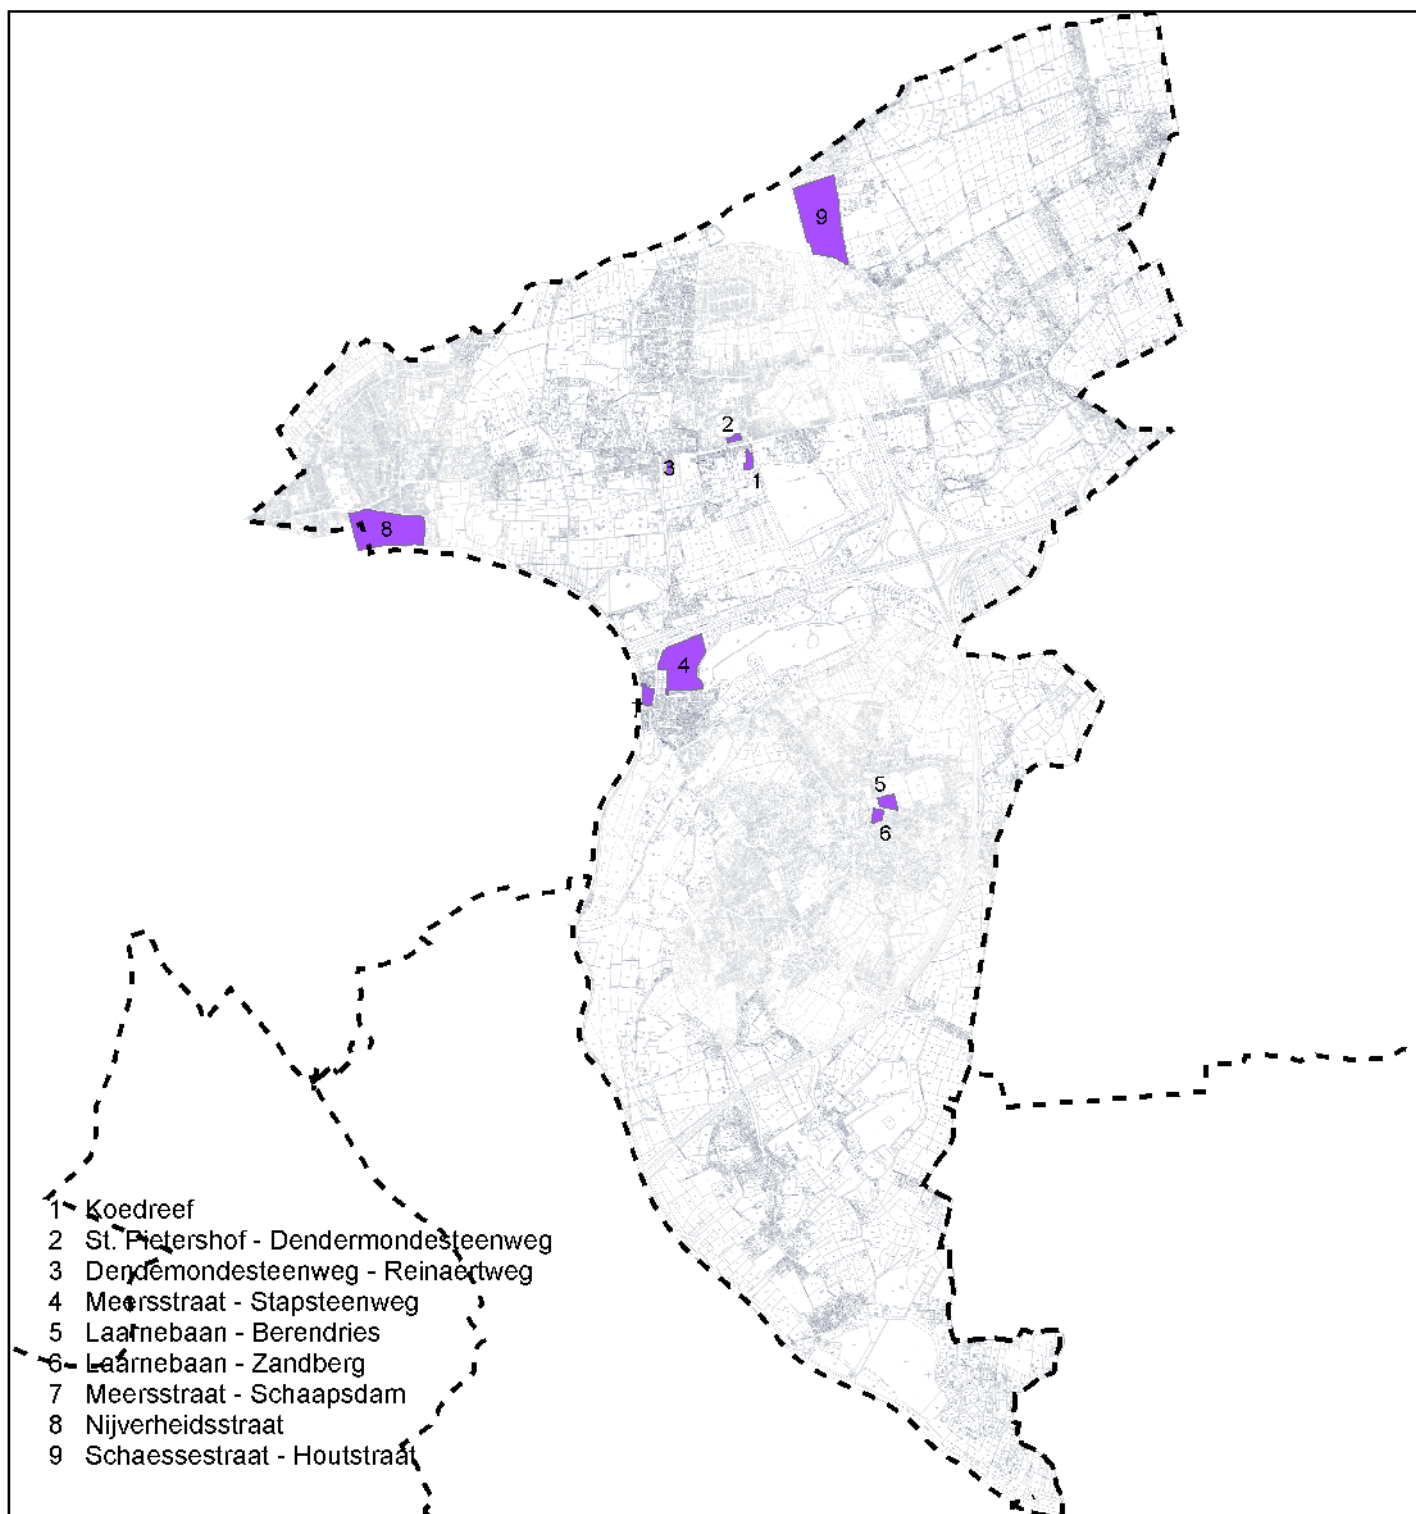 9
2
3
1
8
4
7
5
6
1 Koedreef
2 St. Pietershof - Dendermondesteenweg
3 Dendemondesteenweg - Reinaertweg
4 Meersstraat - Stapsteenweg
5 Laarnebaan - Berendries
6 Laarnebaan - Zandberg
7 Meersstraat - Schaapsdam
8 Nijverheidsstraat
9 Schaessestraat - Houtstraat